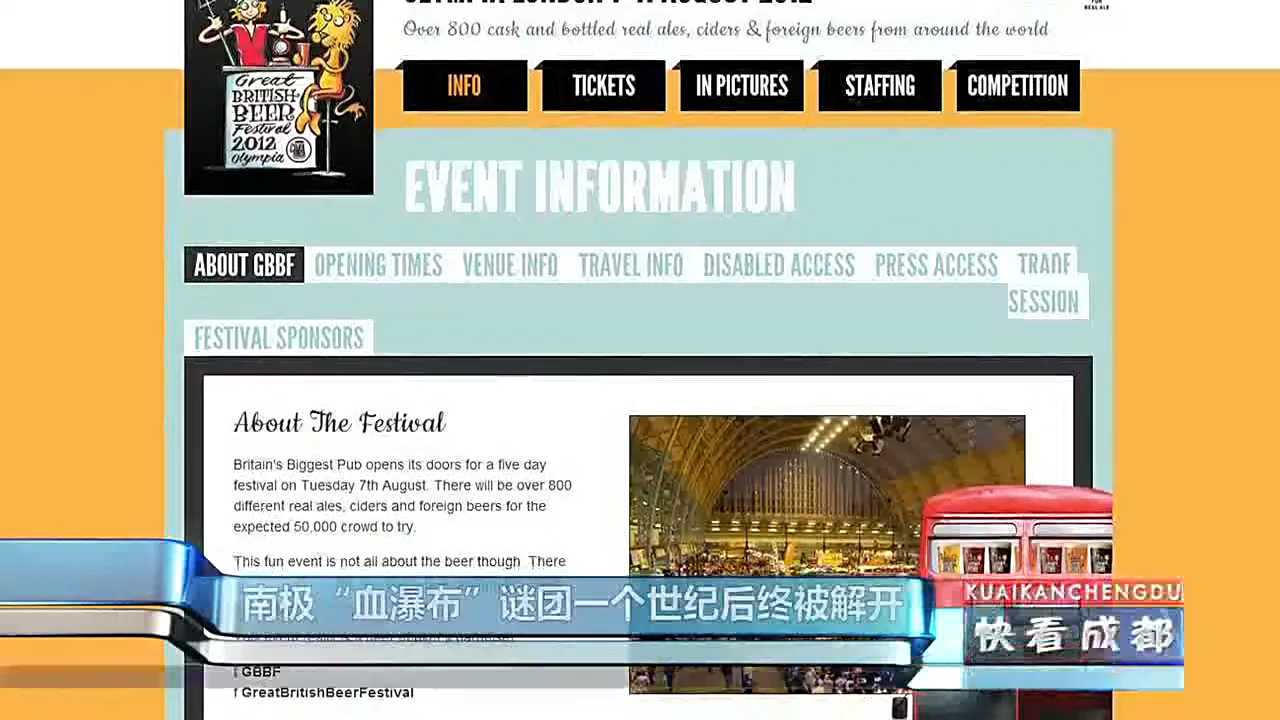 Over 800 cask and bottled real ales, ciders & foreign beers from around the world
INFO
TICKETS
IN PICTURES
STAFFING
COMPETITION
Great
BRITISH
BEER
Festival
2012
Olympia
EVENT INFORMATION
ABOUT GBBF
OPENING TIMES
VENUE INFO
TRAVEL INFO
DISABLED ACCESS
PRESS ACCESS
TRADE
SESSION
FESTIVAL SPONSORS
About The Festival
Britain's Biggest Pub opens its doors for a five day
festival on Tuesday 7th August. There will be over 800
different real ales, ciders and foreign beers for the
expected 50,000 crowd to try.
This fun event is not all about the beer though. There
南极“血瀑布”谜团一个世纪后终被解开
KUAIKANCHENGDU
快看成都
f GBBF
f GreatBritishBeerFestival